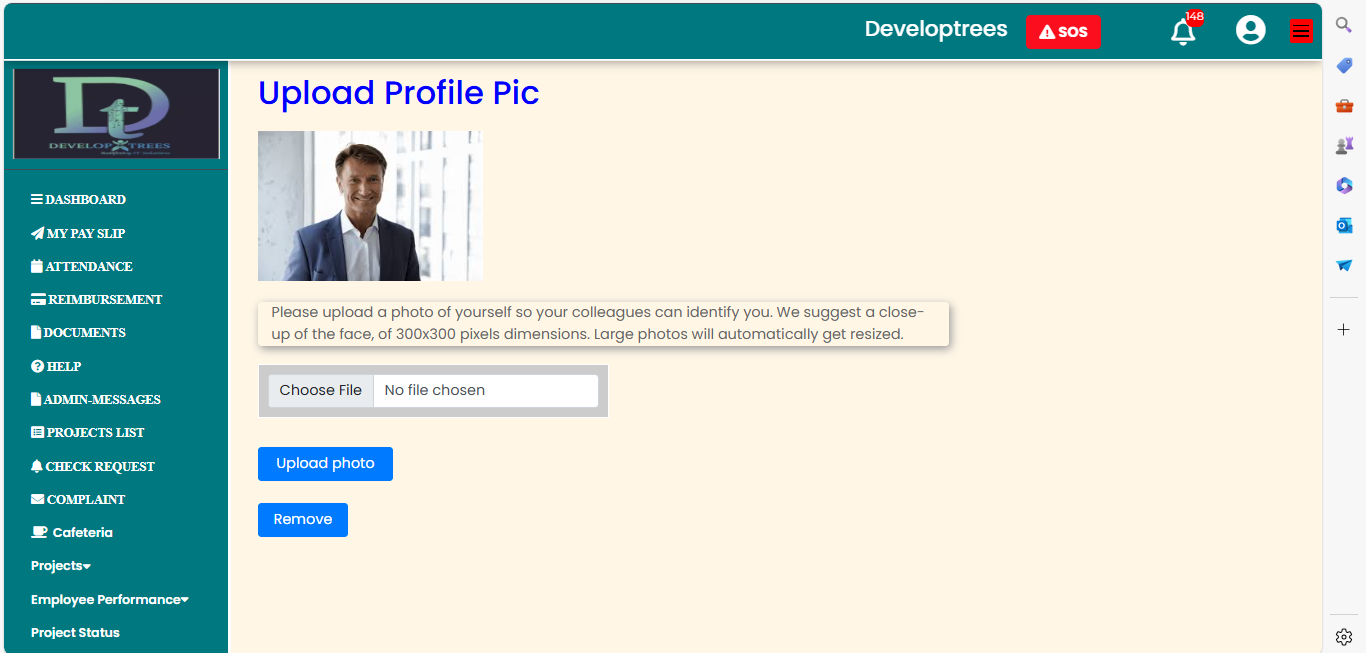 Developtrees
SOS
148
Dt
DEVELOP TREES
Upload Profile Pic
DASHBOARD
MY PAY SLIP
ATTENDANCE
REIMBURSEMENT
DOCUMENTS
HELP
ADMIN-MESSAGES
PROJECTS LIST
CHECK REQUEST
COMPLAINT
Cafeteria
Projects
Employee Performance
Project Status
Please upload a photo of yourself so your colleagues can identify you. We suggest a close-
up of the face, of 300x300 pixels dimensions. Large photos will automatically get resized.
Choose File No file chosen
Upload photo
Remove